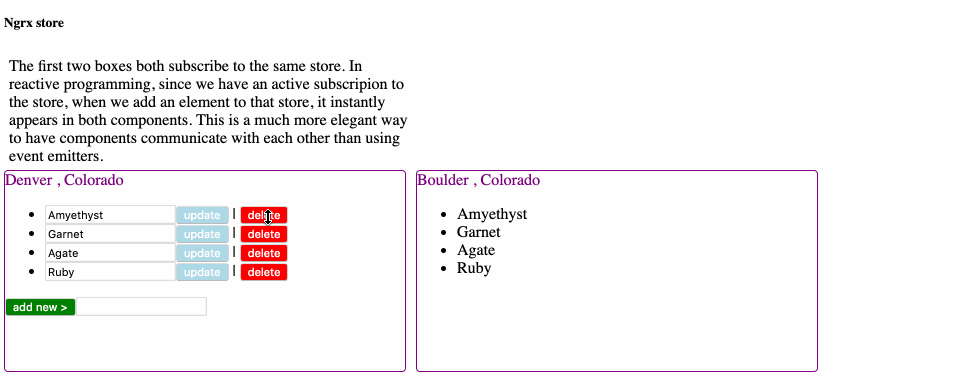 Ngrx store
The first two boxes both subscribe to the same store. In
reactive programming, since we have an active subscripion to
the store, when we add an element to that store, it instantly
appears in both components. This is a much more elegant way
to have components communicate with each other than using
event emitters.
Denver , Colorado
Amyethyst update | delete
Garnet update | delete
Agate update | delete
Ruby update | delete
add new >
Boulder , Colorado
Amyethyst
Garnet
Agate
Ruby